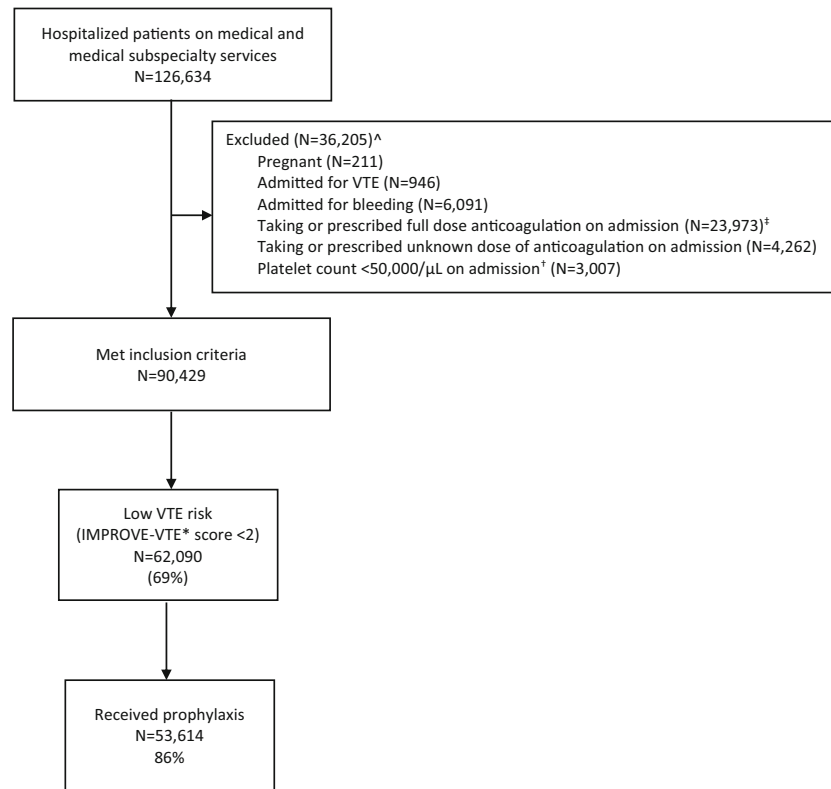 Hospitalized patients on medical and
medical subspecialty services
N=126,634
Excluded (N=36,205)^
Pregnant (N=211)
Admitted for VTE (N=946)
Admitted for bleeding (N=6,091)
Taking or prescribed full dose anticoagulation on admission (N=23,973)‡
Taking or prescribed unknown dose of anticoagulation on admission (N=4,262)
Platelet count <50,000/µL on admission† (N=3,007)
Met inclusion criteria
N=90,429
Low VTE risk
(IMPROVE-VTE* score <2)
N=62,090
(69%)
Received prophylaxis
N=53,614
86%